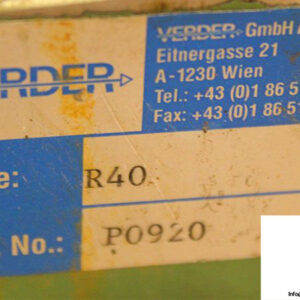 VERDER GmbH
Eitnergasse 21
RDER
A-1230 Wien
Tel.: +43 (0)1 86 5
Fax: +43 (0)1 86 5
e: R40
No.: P0920